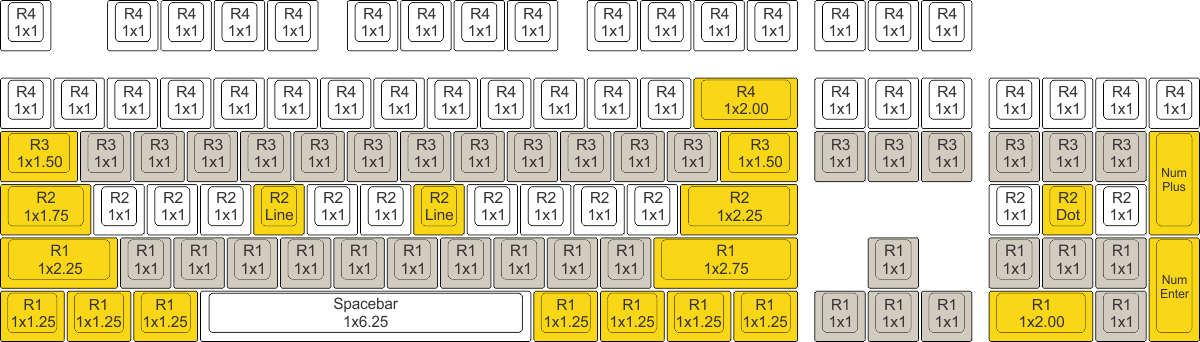 R4 R4 R4 R4 R4 R4 R4 R4 R4 R4 R4 R4 R4 R4 R4 R4
1x1 1x1 1x1 1x1 1x1 1x1 1x1 1x1 1x1 1x1 1x1 1x1 1x1 1x1 1x1 1x1
R4 R4 R4 R4 R4 R4 R4 R4 R4 R4 R4 R4 R4 R4 R4 R4 R4 R4 R4 R4 R4
1x1 1x1 1x1 1x1 1x1 1x1 1x1 1x1 1x1 1x1 1x1 1x1 1x1 1x2.00 1x1 1x1 1x1 1x1 1x1 1x1 1x1
R3 R3 R3 R3 R3 R3 R3 R3 R3 R3 R3 R3 R3 R3 R3 R3 R3 R3 R3 R3
1x1.50 1x1 1x1 1x1 1x1 1x1 1x1 1x1 1x1 1x1 1x1 1x1 1x1 1x1.50 1x1 1x1 1x1 1x1 1x1 1x1
Num
Plus
R2 R2 R2 R2 R2 R2 R2 R2 R2 R2 R2 R2 R2 R2 R2 R2
1x1.75 1x1 1x1 1x1 Line 1x1 1x1 Line 1x1 1x1 1x1 1x1 1x2.25 1x1 Dot 1x1
R1 R1 R1 R1 R1 R1 R1 R1 R1 R1 R1 R1 R1 R1 R1 R1
1x2.25 1x1 1x1 1x1 1x1 1x1 1x1 1x1 1x1 1x1 1x1 1x2.75 1x1 1x1 1x1 1x1
Num
Enter
R1 R1 R1 Spacebar R1 R1 R1 R1 R1 R1 R1 R1 R1
1x1.25 1x1.25 1x1.25 1x6.25 1x1.25 1x1.25 1x1.25 1x1.25 1x1 1x1 1x1 1x2.00 1x1